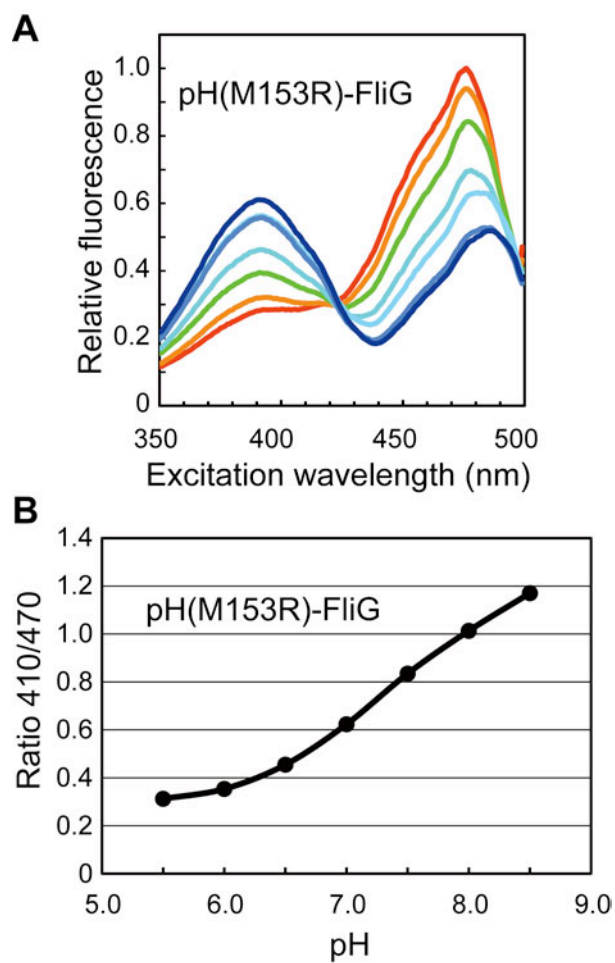 A
pH(M153R)-FliG
Relative fluorescence
1.0
0.8
0.6
0.4
0.2
0
350
400
450
500
Excitation wavelength (nm)
B
pH(M153R)-FliG
Ratio 410/470
1.4
1.2
1.0
0.8
0.6
0.4
0.2
0
5.0
6.0
7.0
8.0
9.0
pH